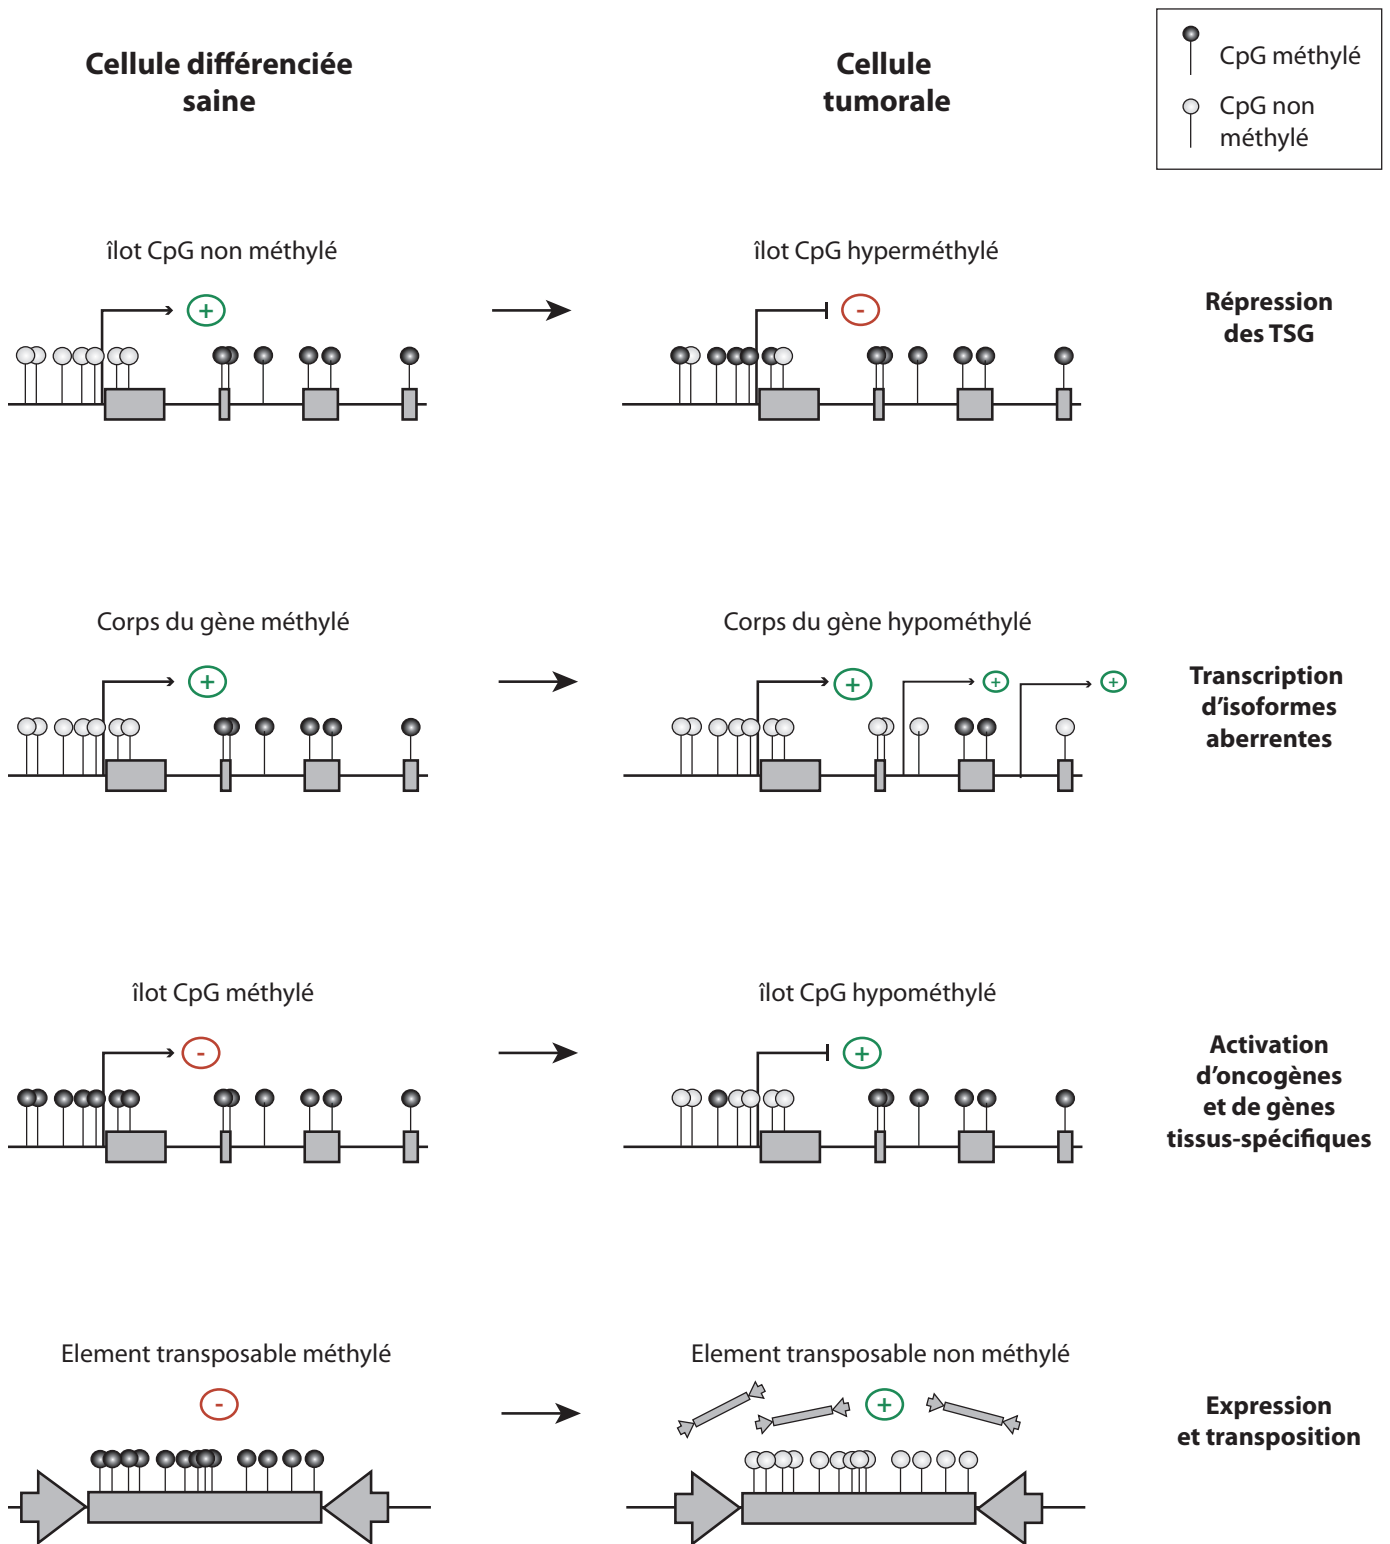 Cellule différenciée
saine
Cellule
tumorale
CpG méthylé
CpG non
méthylé
îlot CpG non méthylé
îlot CpG hyperméthylé
+
-
Répression
des TSG
Corps du gène méthylé
Corps du gène hypométhylé
+
+
+
+
Transcription
d'isoformes
aberrentes
îlot CpG méthylé
îlot CpG hypométhylé
-
+
Activation
d'oncogènes
et de gènes
tissus-spécifiques
Element transposable méthylé
Element transposable non méthylé
-
+
Expression
et transposition